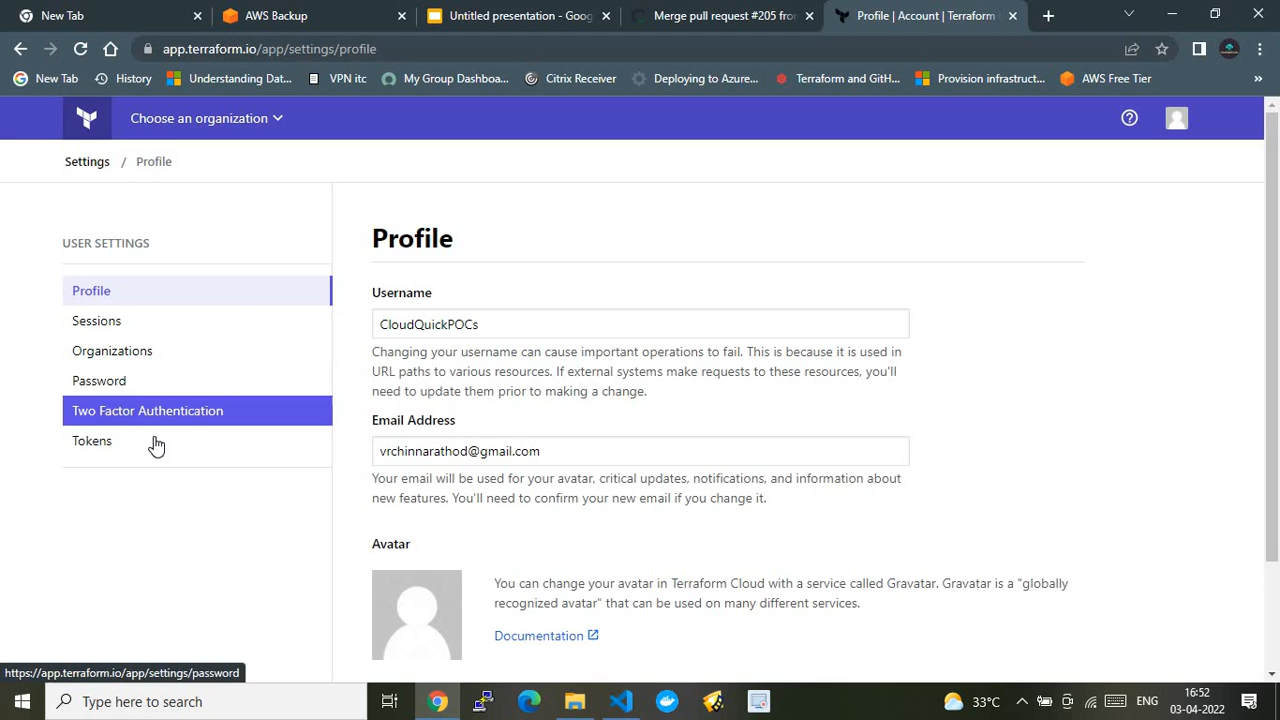 New Tab
AWS Backup
Untitled presentation - Goog
Merge pull request #205 from
Profile | Account | Terraform
app.terraform.io/app/settings/profile
New Tab
History
Understanding Dat...
VPN itc
My Group Dashboa...
Citrix Receiver
Deploying to Azure...
Terraform and GitH...
Provision infrastruct...
AWS Free Tier
»
Choose an organization
Settings / Profile
USER SETTINGS
Profile
Sessions
Organizations
Password
Two Factor Authentication
Tokens
Profile
Username
CloudQuickPOCs
Changing your username can cause important operations to fail. This is because it is used in
URL paths to various resources. If external systems make requests to these resources, you'll
need to update them prior to making a change.
Email Address
vrchinnarathod@gmail.com
Your email will be used for your avatar, critical updates, notifications, and information about
new features. You'll need to confirm your new email if you change it.
Avatar
You can change your avatar in Terraform Cloud with a service called Gravatar. Gravatar is a "globally
recognized avatar" that can be used on many different services.
Documentation
https://app.terraform.io/app/settings/password
Type here to search
33°C
ENG
16:52
03-04-2022